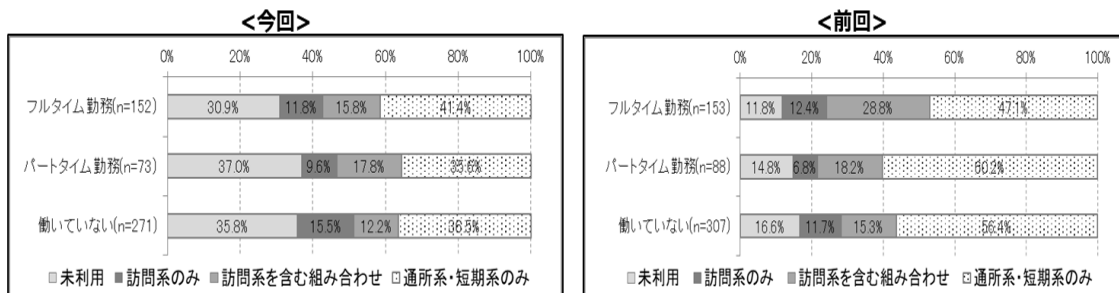 <今回>
0% 20% 40% 60% 80% 100%
フルタイム勤務(n=152) 30.9% 11.8% 15.8% 41.4%
パートタイム勤務(n=73) 37.0% 9.6% 17.8% 35.6%
働いていない(n=271) 35.8% 15.5% 12.2% 36.5%
未利用 訪問系のみ 訪問系を含む組み合わせ 通所系・短期系のみ
<前回>
0% 20% 40% 60% 80% 100%
フルタイム勤務(n=153) 11.8% 12.4% 28.8% 47.1%
パートタイム勤務(n=88) 14.8% 6.8% 18.2% 60.2%
働いていない(n=307) 16.6% 11.7% 15.3% 56.4%
未利用 訪問系のみ 訪問系を含む組み合わせ 通所系・短期系のみ